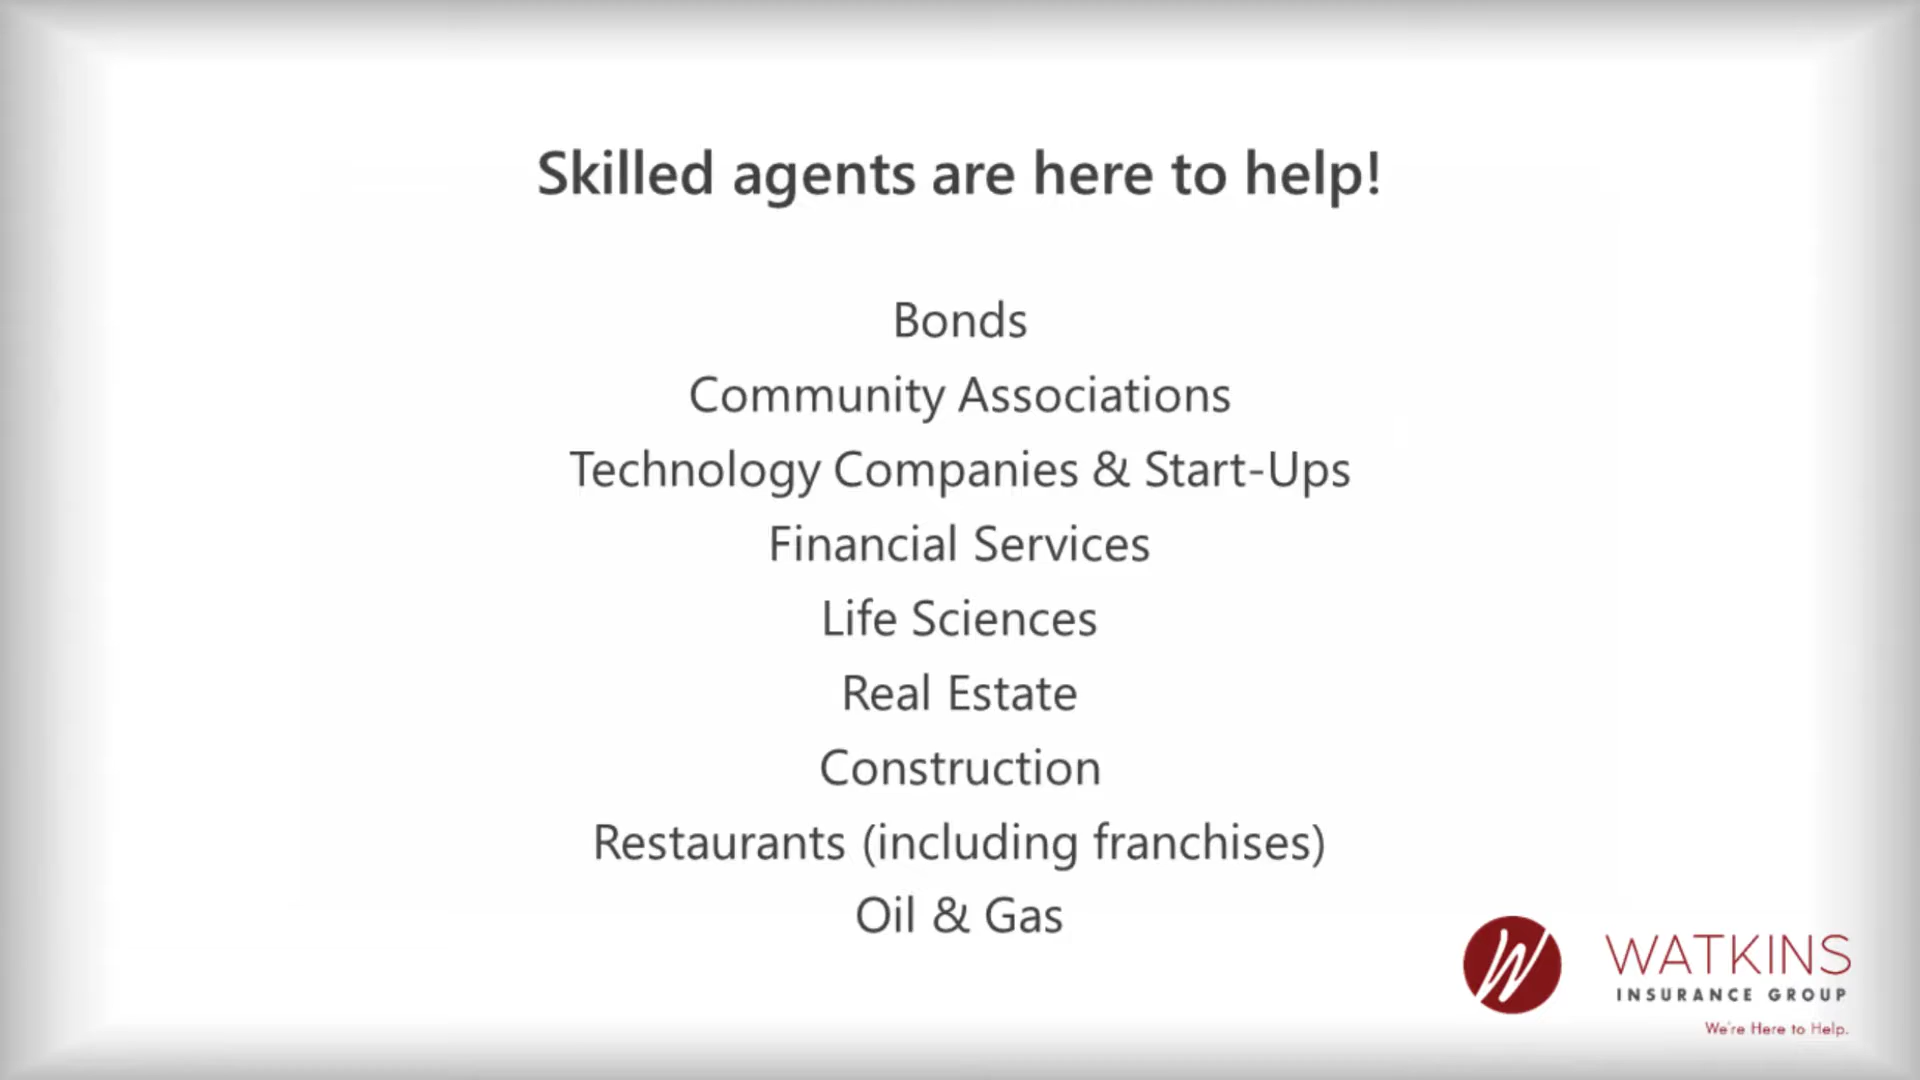 Skilled agents are here to help!
Bonds
Community Associations
Technology Companies & Start-Ups
Financial Services
Life Sciences
Real Estate
Construction
Restaurants (including franchises)
Oil & Gas
W
WATKINS
INSURANCE GROUP
We're Here to Help.